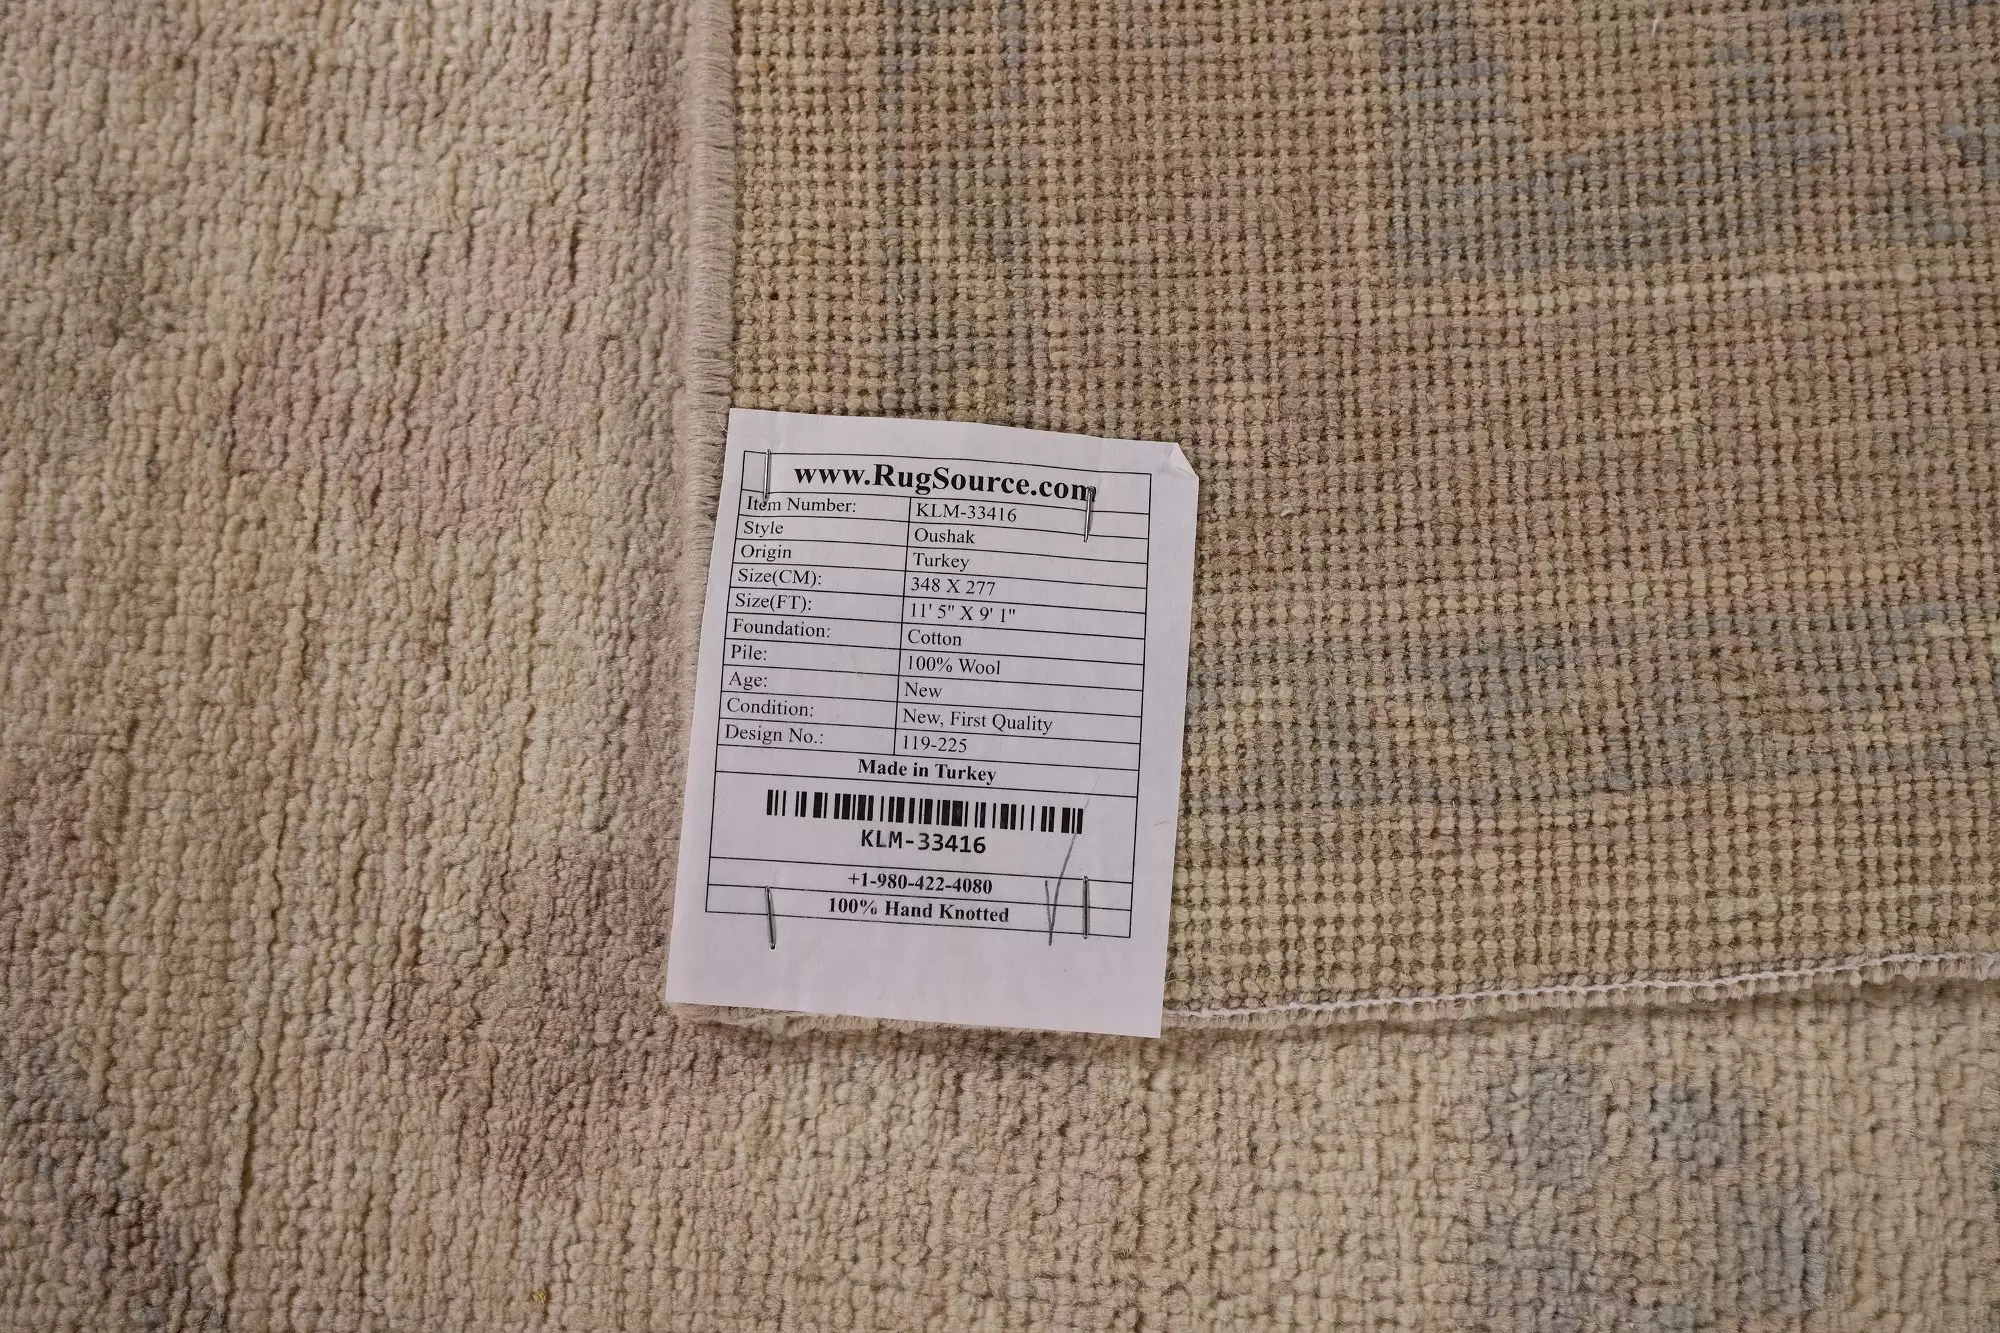 www.RugSource.com
Item Number: KLM-33416
Style Oushak
Origin Turkey
Size(CM): 348 X 277
Size(FT): 11' 5" X 9' 1"
Foundation: Cotton
Pile: 100% Wool
Age: New
Condition: New, First Quality
Design No.: 119-225
Made in Turkey
KLM-33416
+1-980-422-4080
100% Hand Knotted